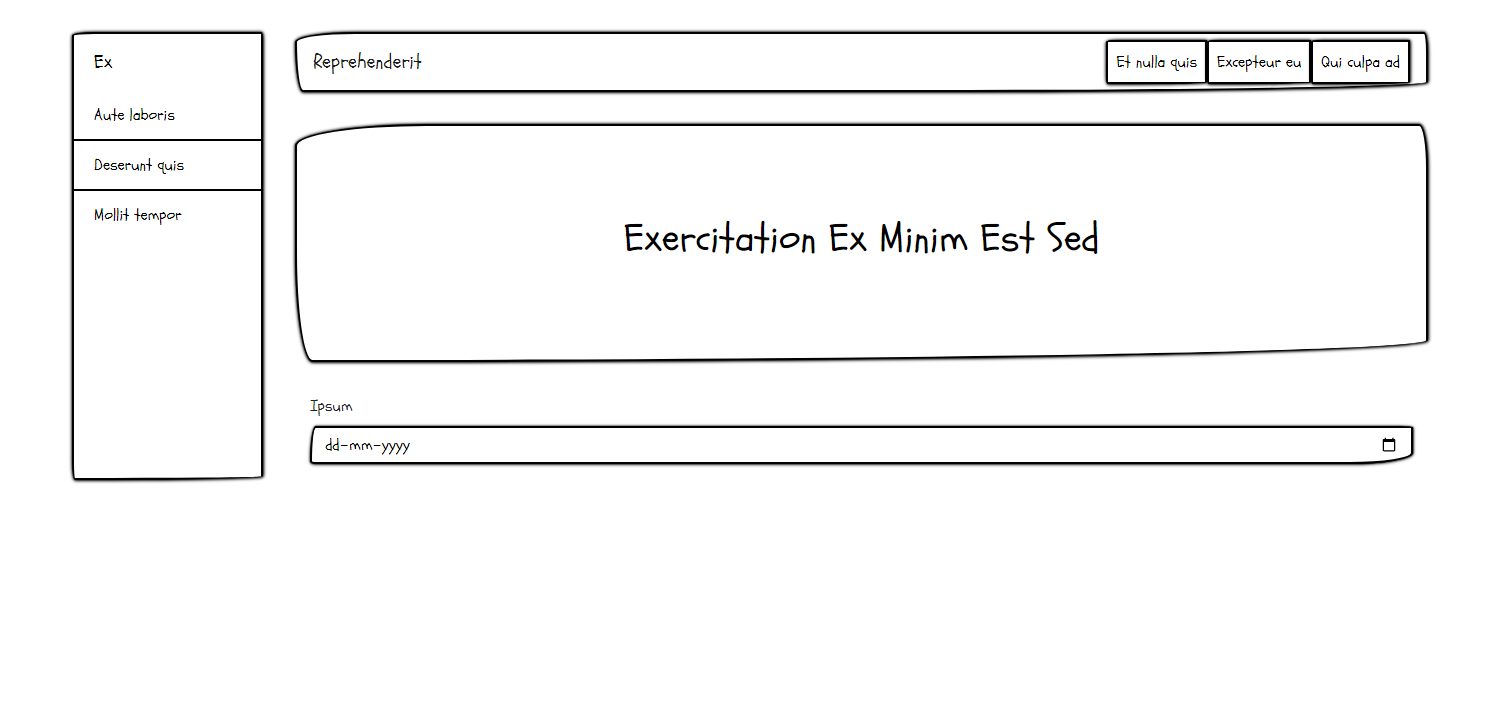 Ex
Aute laboris
Deserunt quis
Mollit tempor
Reprehenderit
Et nulla quis
Excepteur eu
Qui culpa ad
Exercitation Ex Minim Est Sed
Ipsum
dd-mm-yyyy